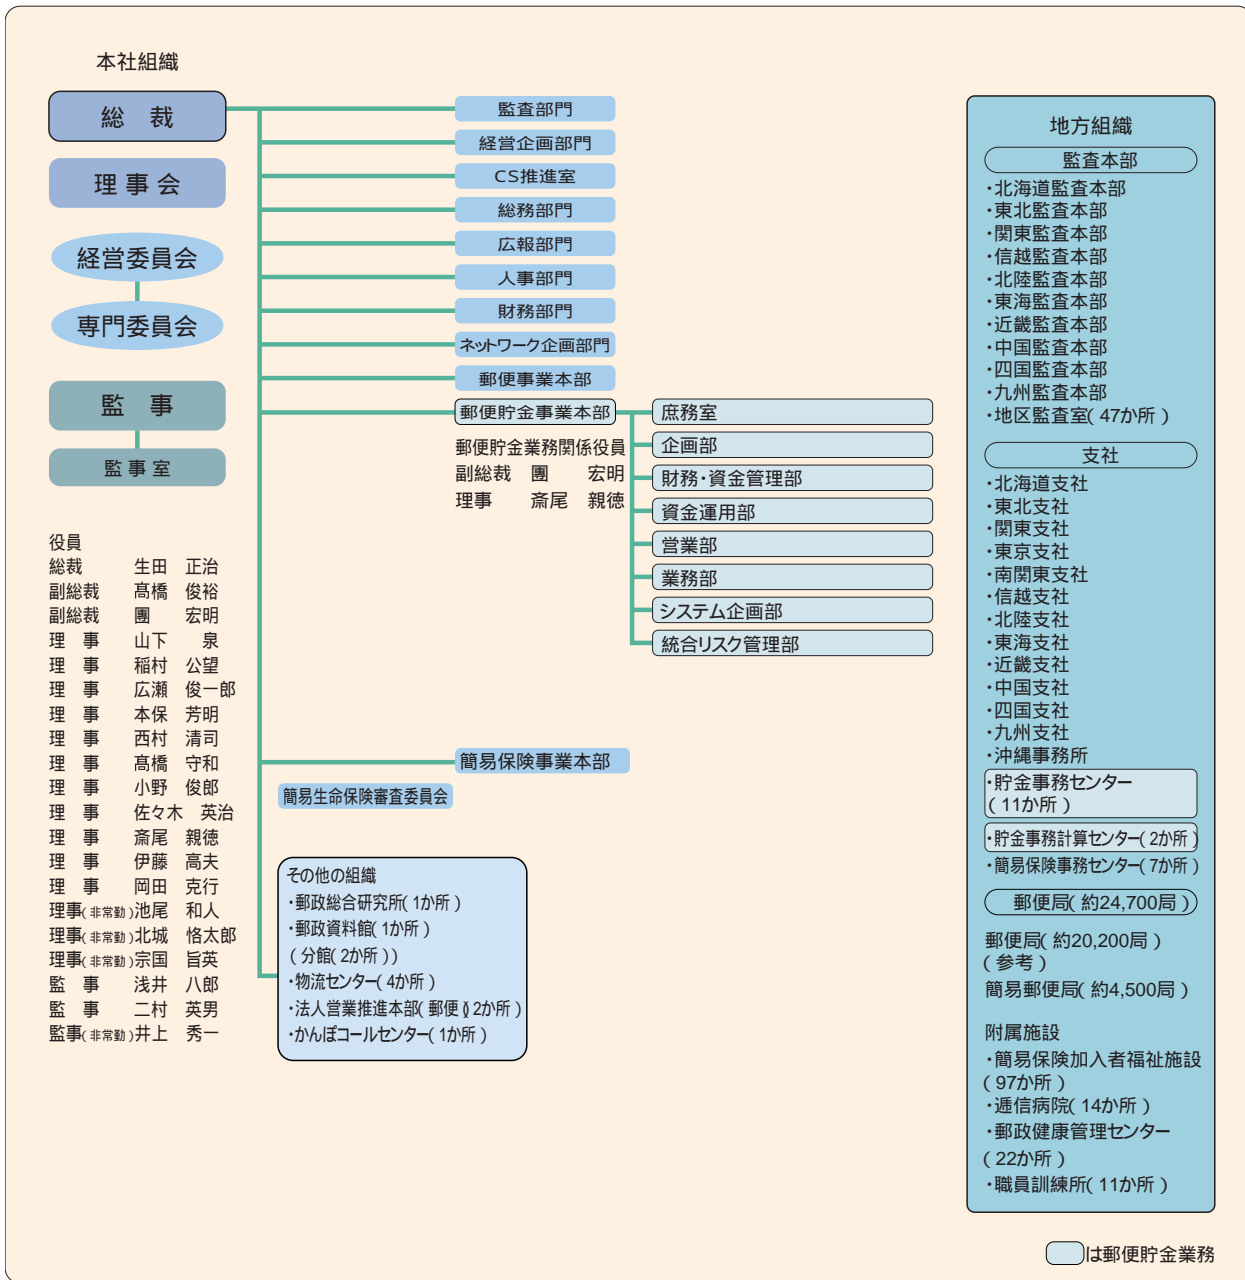 本社組織
総 裁
理事会
経営委員会
専門委員会
監 事
監事室
役員
総裁 生田 正治
副総裁 髙橋 俊裕
副総裁 團 宏明
理 事 山下 泉
理 事 稲村 公望
理 事 広瀬 俊一郎
理 事 本保 芳明
理 事 西村 清司
理 事 髙橋 守和
理 事 小野 俊郎
理 事 佐々木 英治
理 事 斎尾 親徳
理 事 伊藤 高夫
理 事 岡田 克行
理事(非常勤)池尾 和人
理事(非常勤)北城 恪太郎
理事(非常勤)宗国 旨英
監 事 浅井 八郎
監 事 二村 英男
監事(非常勤)井上 秀一
監査部門
経営企画部門
CS推進室
総務部門
広報部門
人事部門
財務部門
ネットワーク企画部門
郵便事業本部
郵便貯金事業本部
郵便貯金業務関係役員
副総裁 團 宏明
理事 斎尾 親徳
庶務室
企画部
財務・資金管理部
資金運用部
営業部
業務部
システム企画部
統合リスク管理部
簡易保険事業本部
簡易生命保険審査委員会
その他の組織
・郵政総合研究所(1か所)
・郵政資料館(1か所)
(分館(2か所))
・物流センター(4か所)
・法人営業推進本部(郵便)(2か所)
・かんぽコールセンター(1か所)
地方組織
監査本部
・北海道監査本部
・東北監査本部
・関東監査本部
・信越監査本部
・北陸監査本部
・東海監査本部
・近畿監査本部
・中国監査本部
・四国監査本部
・九州監査本部
・地区監査室(47か所)
支社
・北海道支社
・東北支社
・関東支社
・東京支社
・南関東支社
・信越支社
・北陸支社
・東海支社
・近畿支社
・中国支社
・四国支社
・九州支社
・沖縄事務所
・貯金事務センター
(11か所)
・貯金事務計算センター(2か所)
・簡易保険事務センター(7か所)
郵便局(約24,700局)
郵便局(約20,200局)
(参考)
簡易郵便局(約4,500局)
附属施設
・簡易保険加入者福祉施設
(97か所)
・逓信病院(14か所)
・郵政健康管理センター
(22か所)
・職員訓練所(11か所)
は郵便貯金業務